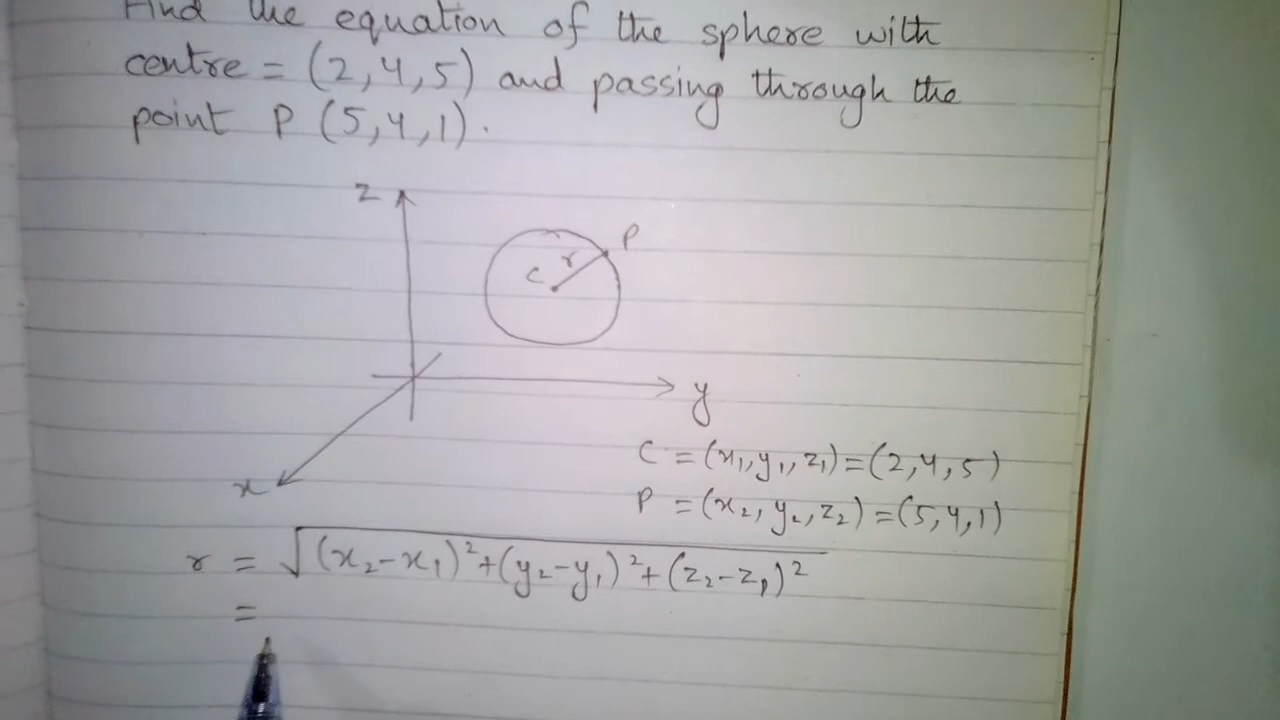 Find the equation of the sphere with
centre = (2,4,5) and passing through the
point P (5,4,1).
z
P
r
C
y
C = (x₁,y₁,z₁)=(2,4,5)
x
P = (x₂,y₂,z₂)=(5,4,1)
r = √(x₂-x₁)²+(y₂-y₁)²+(z₂-z₁)²
=